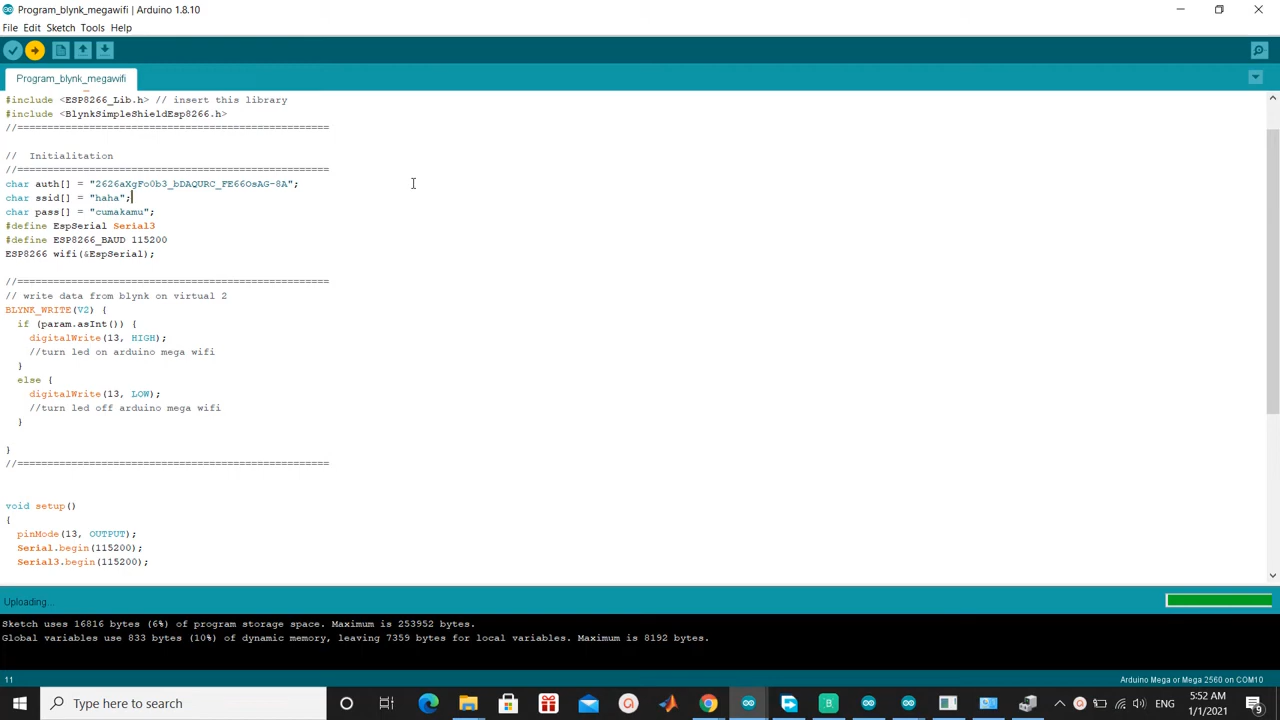 Program_blynk_megawifi | Arduino 1.8.10
File Edit Sketch Tools Help
Program_blynk_megawifi
#include <ESP8266_Lib.h> // insert this library
#include <BlynkSimpleShieldEsp8266.h>
//====================================================
// Initialitation
//====================================================
char auth[] = "2626aXgFo0b3_bDAQURC_FE66OsAG-8A";
char ssid[] = "haha";
char pass[] = "cumakamu";
#define EspSerial Serial3
#define ESP8266_BAUD 115200
ESP8266 wifi(&EspSerial);
//====================================================
// write data from blynk on virtual 2
BLYNK_WRITE(V2) {
if (param.asInt()) {
digitalWrite(13, HIGH);
//turn led on arduino mega wifi
}
else {
digitalWrite(13, LOW);
//turn led off arduino mega wifi
}
}
//====================================================
void setup()
{
pinMode(13, OUTPUT);
Serial.begin(115200);
Serial3.begin(115200);
Uploading...
Sketch uses 16816 bytes (6%) of program storage space. Maximum is 253952 bytes.
Global variables use 833 bytes (10%) of dynamic memory, leaving 7359 bytes for local variables. Maximum is 8192 bytes.
11
Arduino Mega or Mega 2560 on COM10
Type here to search
ENG
5:52 AM
1/1/2021